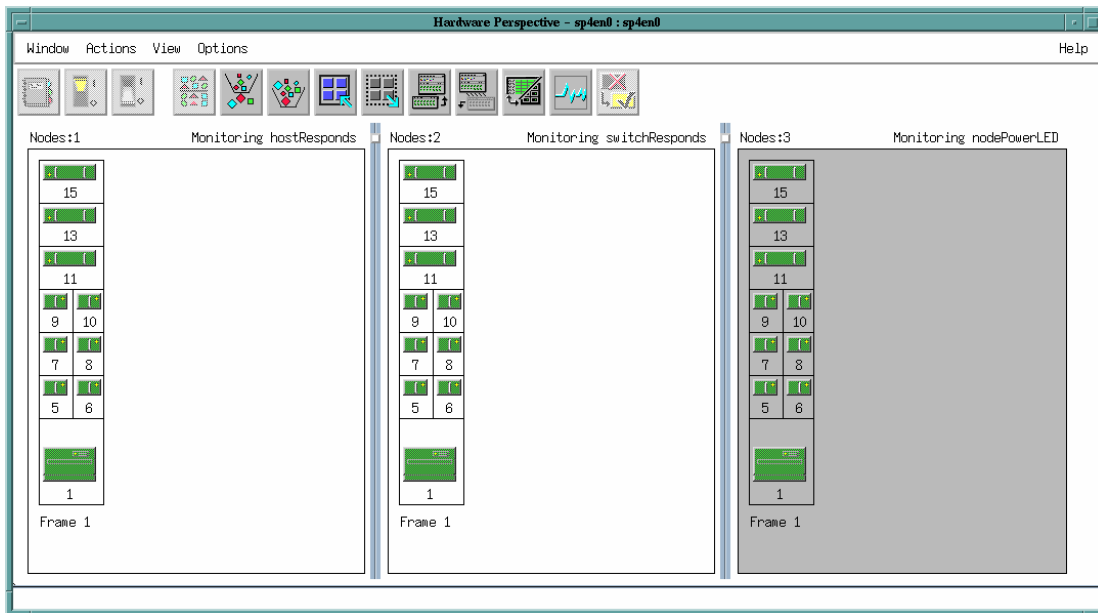 Hardware Perspective - sp4en0 : sp4en0
Window Actions View Options Help
Nodes:1 Monitoring hostResponds
15
13
11
9 10
7 8
5 6
1
Frame 1
Nodes:2 Monitoring switchResponds
15
13
11
9 10
7 8
5 6
1
Frame 1
Nodes:3 Monitoring nodePowerLED
15
13
11
9 10
7 8
5 6
1
Frame 1